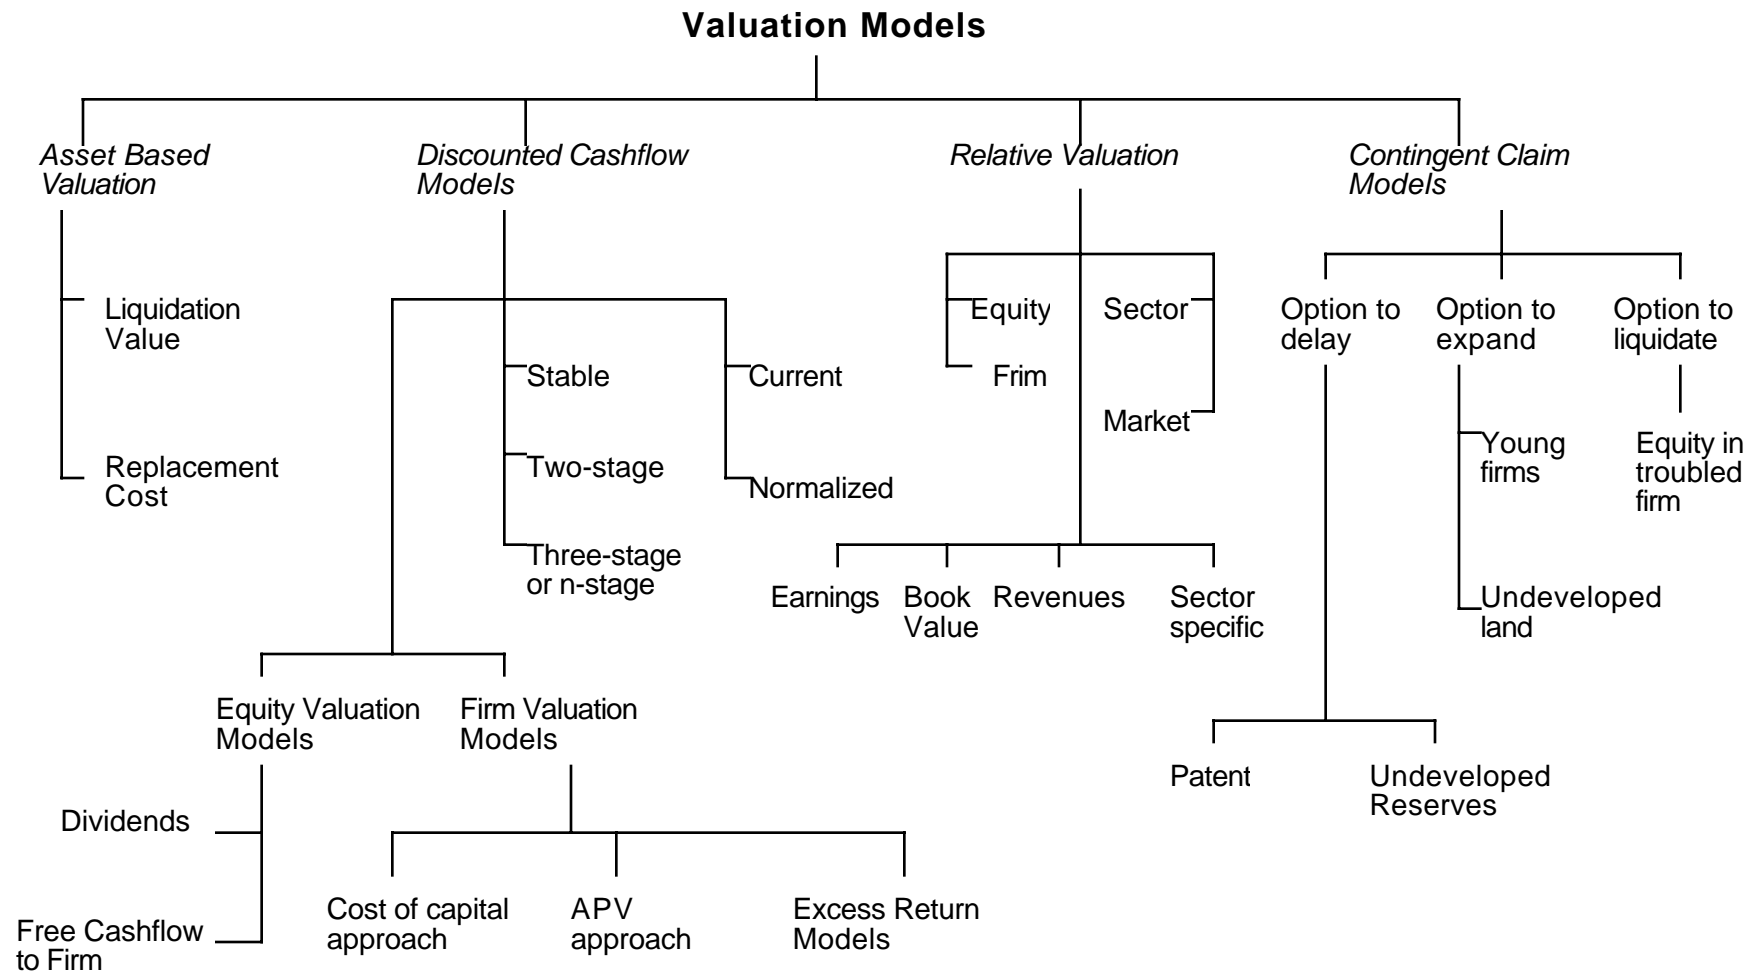 Valuation Models
Asset Based
Valuation
Discounted Cashflow
Models
Relative Valuation
Contingent Claim
Models
Liquidation
Value
Replacement
Cost
Stable
Two-stage
Three-stage
or n-stage
Current
Normalized
Equity Valuation
Models
Firm Valuation
Models
Dividends
Free Cashflow
to Firm
Cost of capital
approach
APV
approach
Excess Return
Models
Equity
Frim
Sector
Market
Earnings
Book
Value
Revenues
Sector
specific
Option to
delay
Option to
expand
Option to
liquidate
Young
firms
Undeveloped
land
Equity in
troubled
firm
Patent
Undeveloped
Reserves